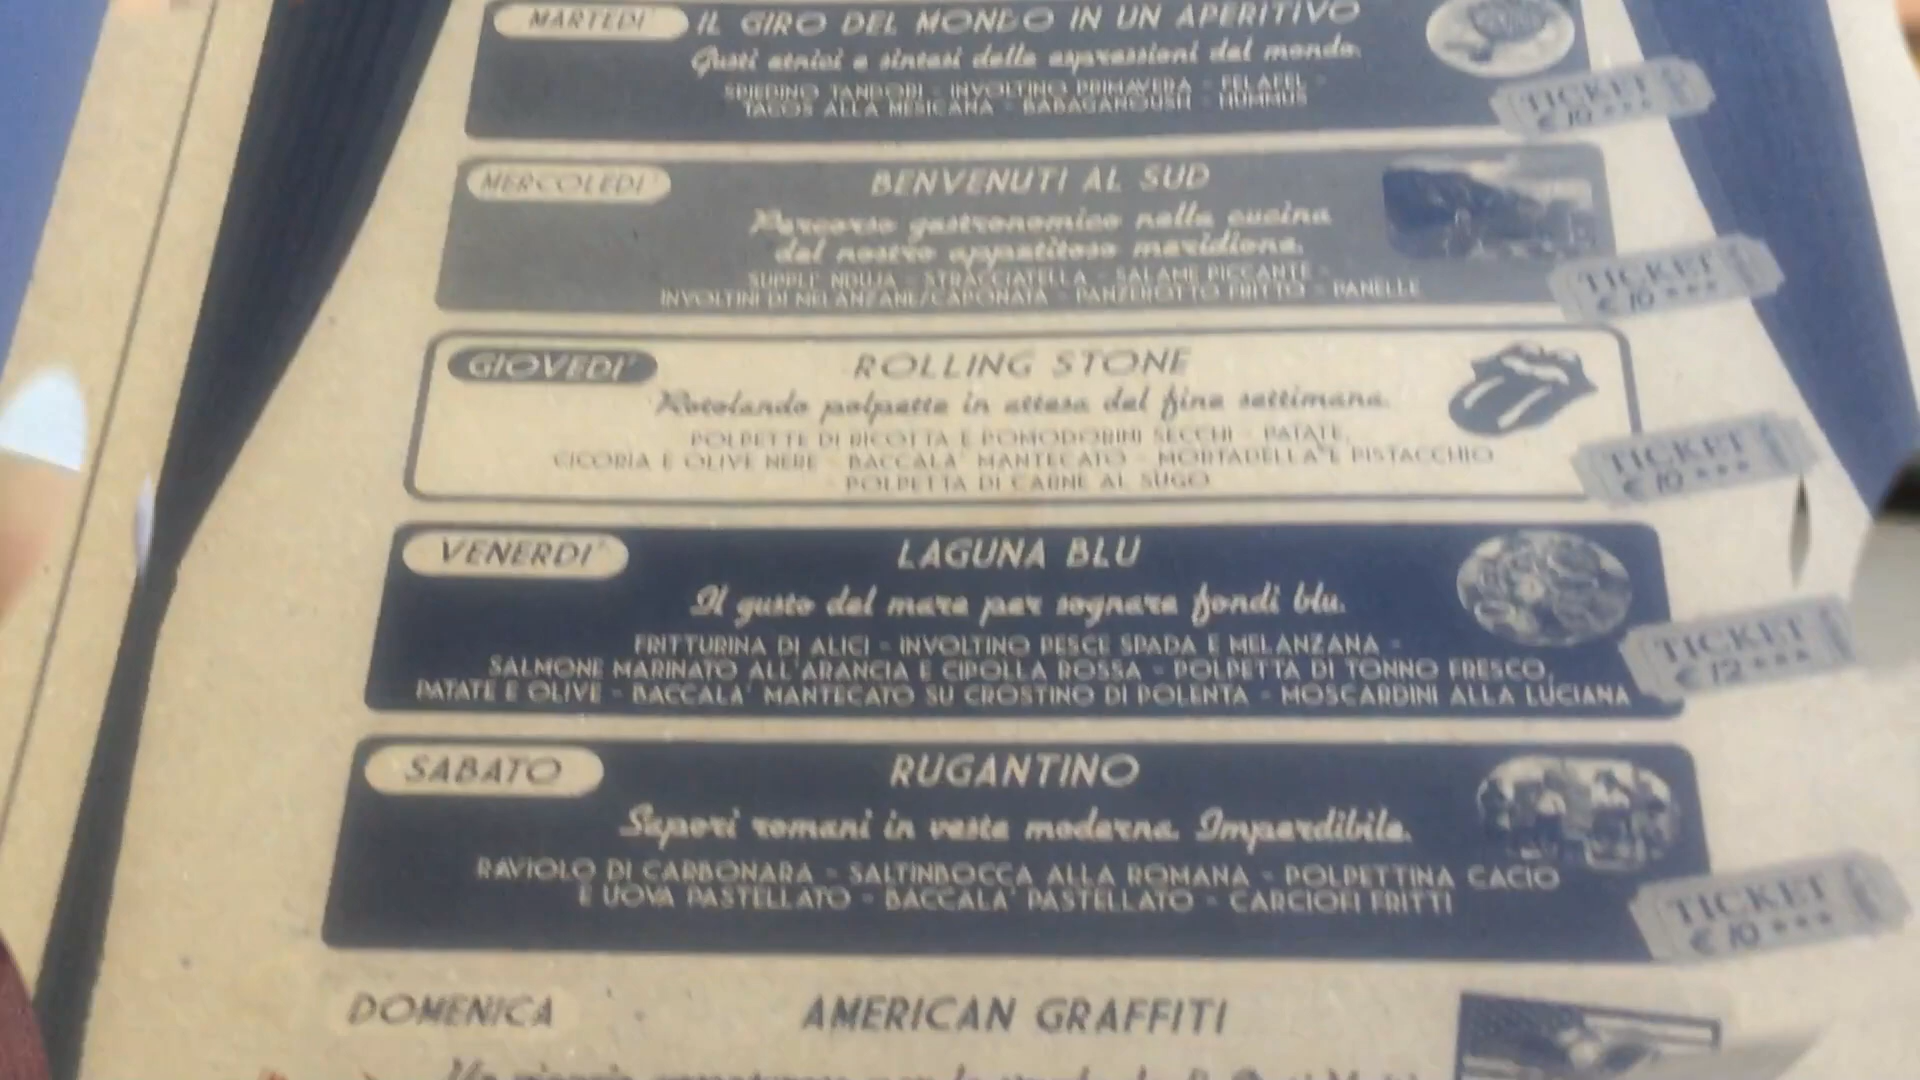 MARTEDI' IL GIRO DEL MONDO IN UN APERITIVO
Gusti etnici e sintesi delle espressioni del mondo.
SPIEDINO TANDORI - INVOLTINO PRIMAVERA - FELAFEL -
TACOS ALLA MESICANA - BABAGANOUSH - HUMMUS
TICKET
€ 10
MERCOLEDI' BENVENUTI AL SUD
Percorso gastronomico nella cucina
del nostro appetitoso meridione.
SUPPLI' NDUJA - STRACCIATELLA - SALAME PICCANTE -
INVOLTINI DI MELANZANE/CAPONATA - PANZEROTTO FRITTO - PANELLE
TICKET
€ 10
GIOVEDI' ROLLING STONE
Rotolando polpette in attesa del fine settimana.
POLPETTE DI RICOTTA E POMODORINI SECCHI - PATATE,
CICORIA E OLIVE NERE - BACCALA' MANTECATO - MORTADELLA E PISTACCHIO
- POLPETTA DI CARNE AL SUGO
TICKET
€ 10
VENERDI' LAGUNA BLU
Il gusto del mare per sognare fondi blu.
FRITTURINA DI ALICI - INVOLTINO PESCE SPADA E MELANZANA -
SALMONE MARINATO ALL'ARANCIA E CIPOLLA ROSSA - POLPETTA DI TONNO FRESCO,
PATATE E OLIVE - BACCALA' MANTECATO SU CROSTINO DI POLENTA - MOSCARDINI ALLA LUCIANA
TICKET
€ 12
SABATO RUGANTINO
Sapori romani in veste moderna. Imperdibile.
RAVIOLO DI CARBONARA - SALTINBOCCA ALLA ROMANA - POLPETTINA CACIO
E UOVA PASTELLATO - BACCALA' PASTELLATO - CARCIOFI FRITTI
TICKET
€ 10
DOMENICA AMERICAN GRAFFITI